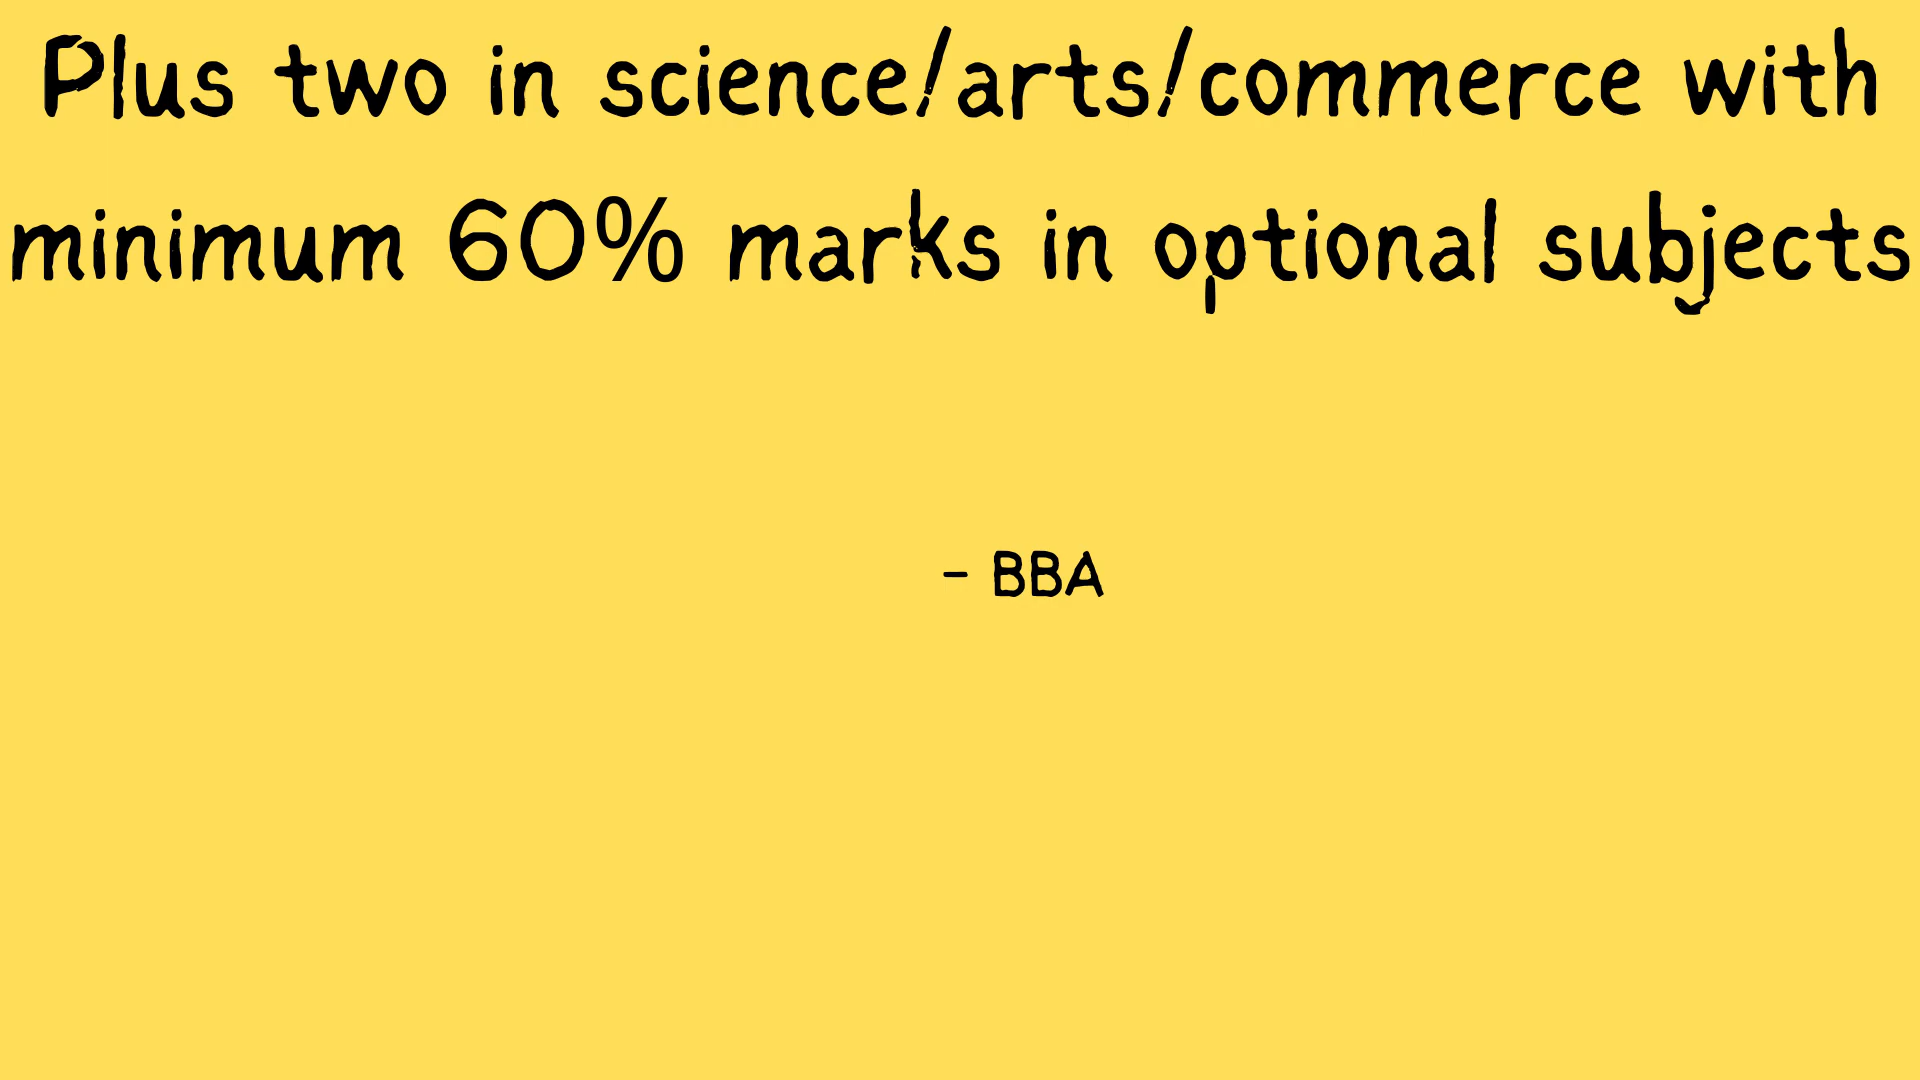 Plus two in science/arts/commerce with
minimum 60% marks in optional subjects
- BBA